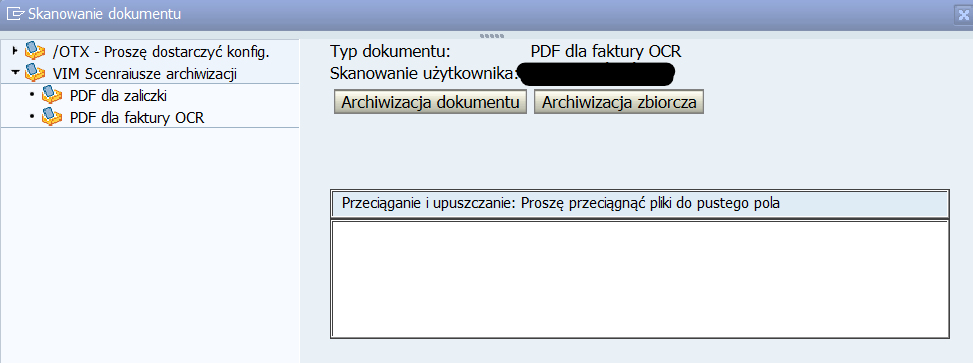 Skanowanie dokumentu
/OTX - Proszę dostarczyć konfig.
VIM Scenraiusze archiwizacji
PDF dla zaliczki
PDF dla faktury OCR
Typ dokumentu: PDF dla faktury OCR
Skanowanie użytkownika:
Archiwizacja dokumentu Archiwizacja zbiorcza
Przeciąganie i upuszczanie: Proszę przeciągnąć pliki do pustego pola